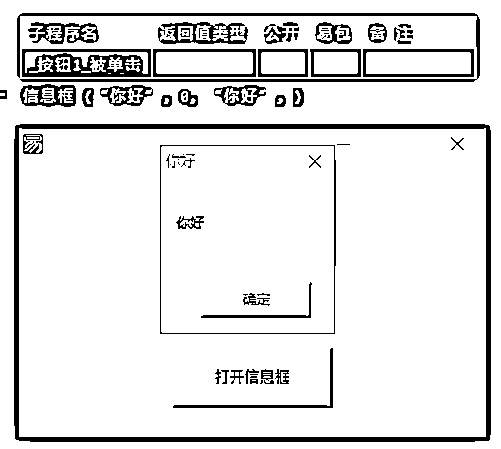 子程序名 返回值类型 公开 易包 备 注
_按钮1_被单击
信息框 ( “你好” , 0, “你好” , )
易
你好
你好
确定
打开信息框